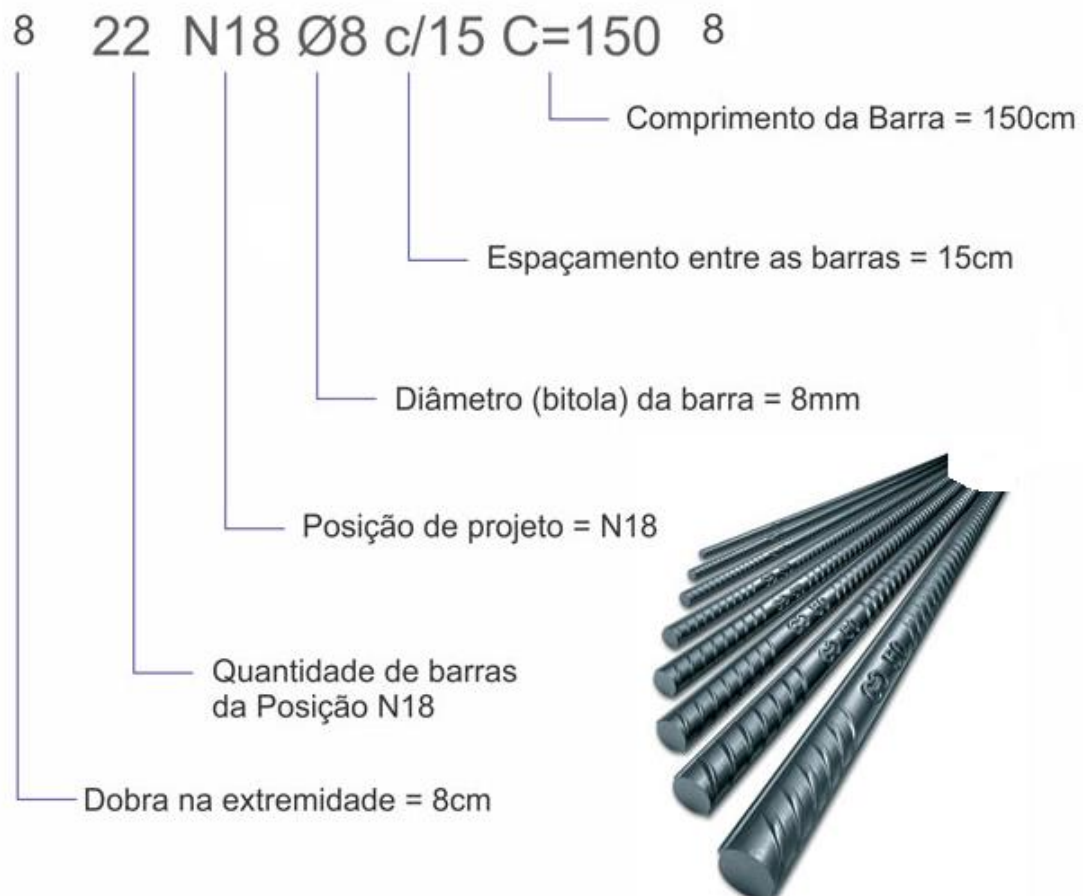 8 22 N18 Ø8 c/15 C=150 8
Comprimento da Barra = 150cm
Espaçamento entre as barras = 15cm
Diâmetro (bitola) da barra = 8mm
Posição de projeto = N18
Quantidade de barras
da Posição N18
Dobra na extremidade = 8cm